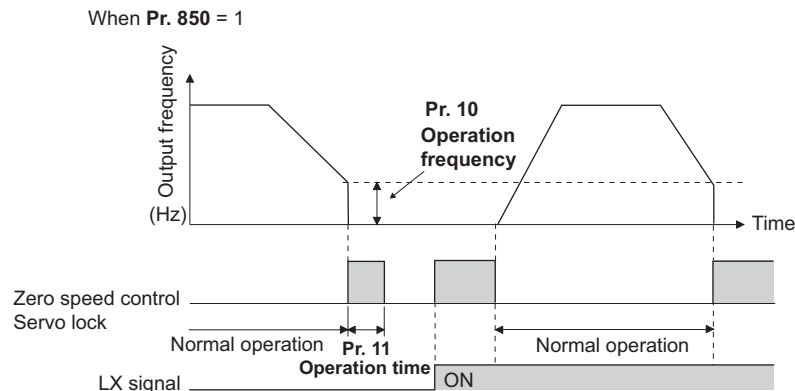 When Pr. 850 = 1
Output frequency
(Hz)
Pr. 10
Operation
frequency
Time
Zero speed control
Servo lock
Normal operation
Pr. 11
Operation time
Normal operation
LX signal
ON